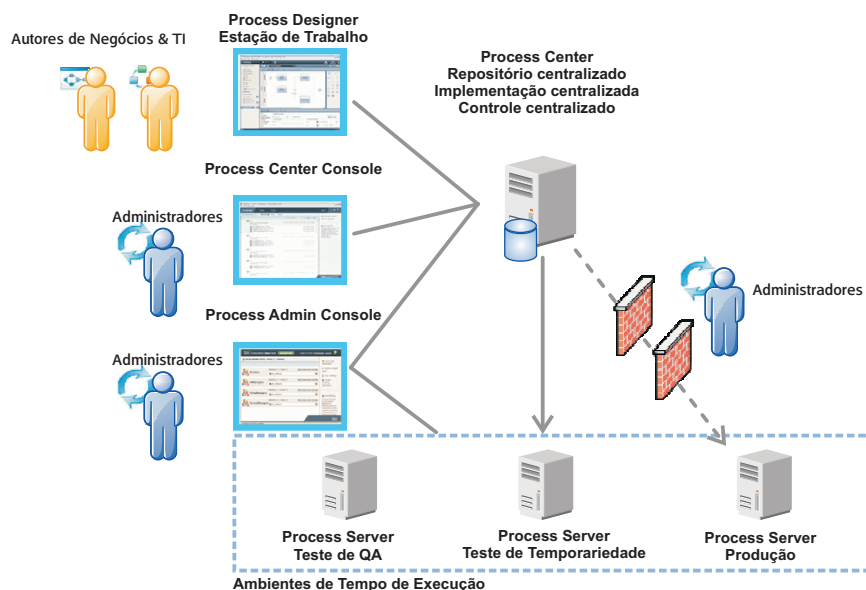 Process Designer
Estação de Trabalho
Autores de Negócios & TI
Process Center
Repositório centralizado
Implementação centralizada
Controle centralizado
Process Center Console
Administradores
Administradores
Process Admin Console
Administradores
Process Server
Teste de QA
Process Server
Teste de Temporariedade
Process Server
Produção
Ambientes de Tempo de Execução